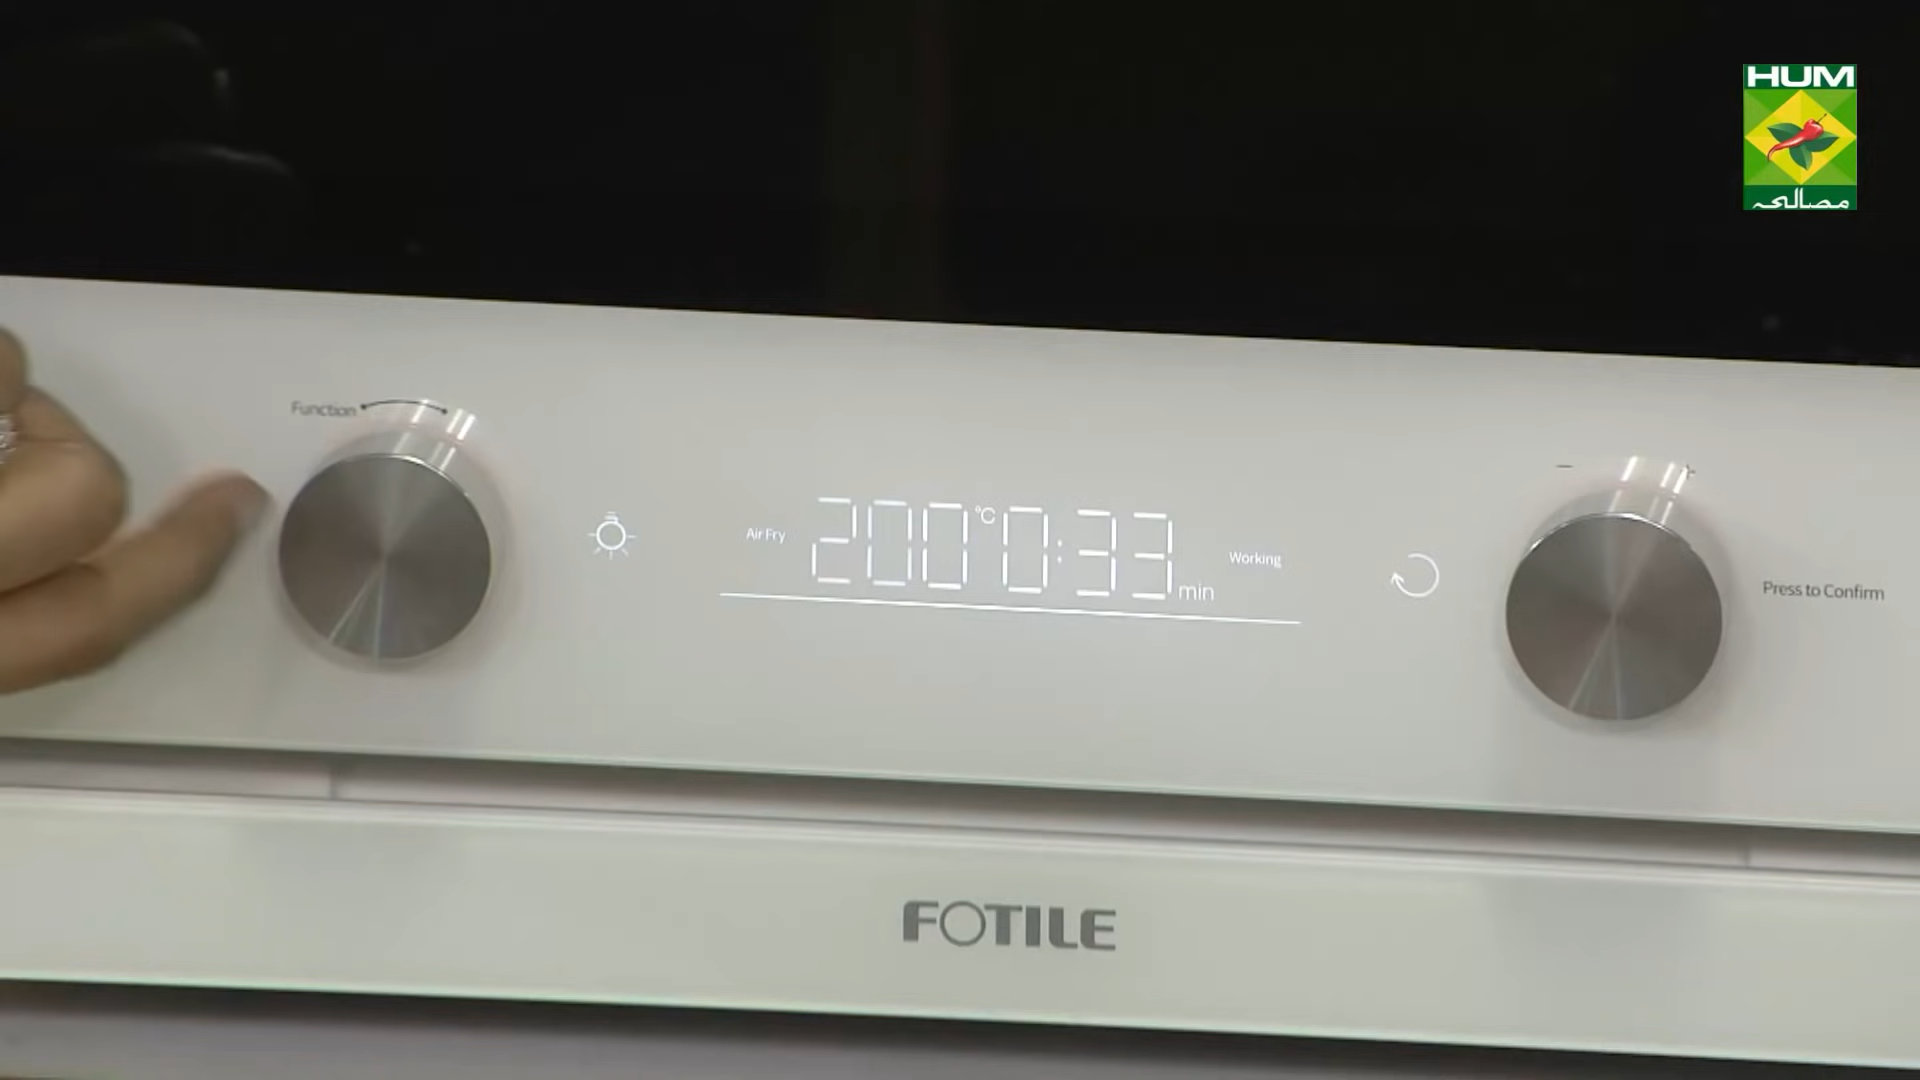 HUM
مصالحہ
Function
Air Fry 200°C 0:33 min Working
- +
Press to Confirm
FOTILE